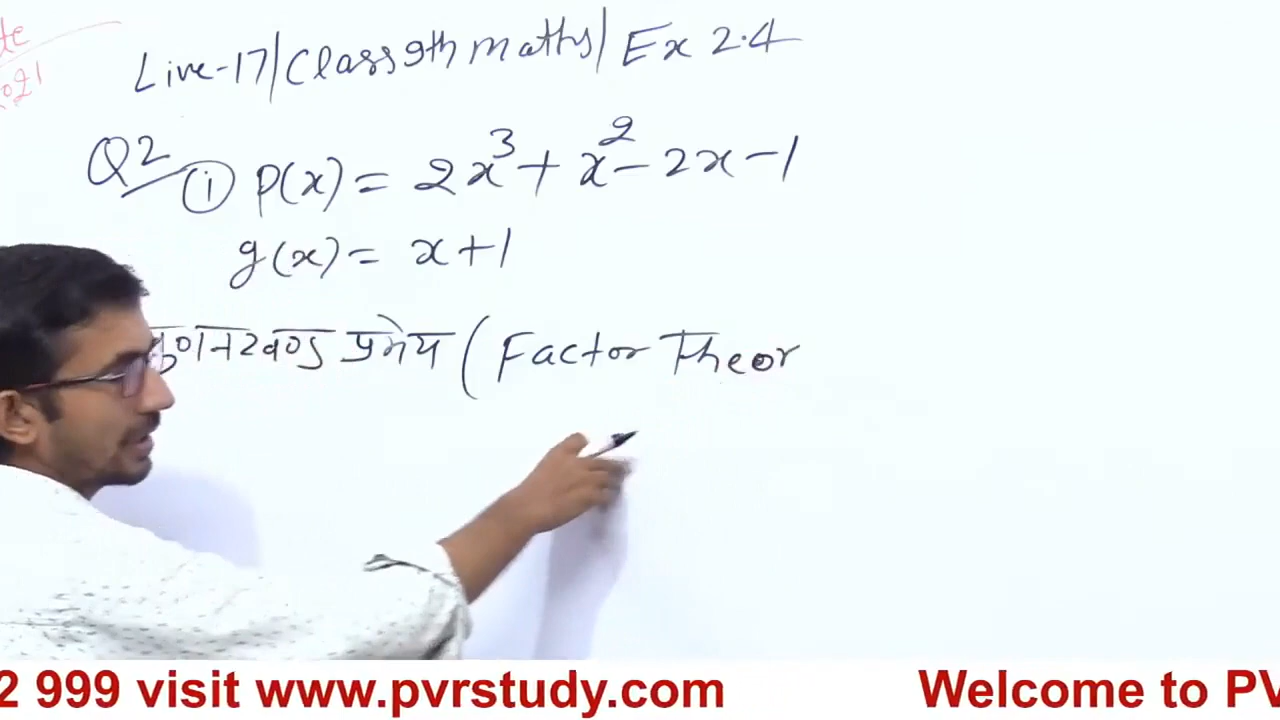 Live-17/Class 9th maths/ Ex 2.4
Q2 ① p(x) = 2x³ + x² - 2x - 1
g(x) = x + 1
प्रमेय ( Factor Theor
2 999 visit www.pvrstudy.com Welcome to PV